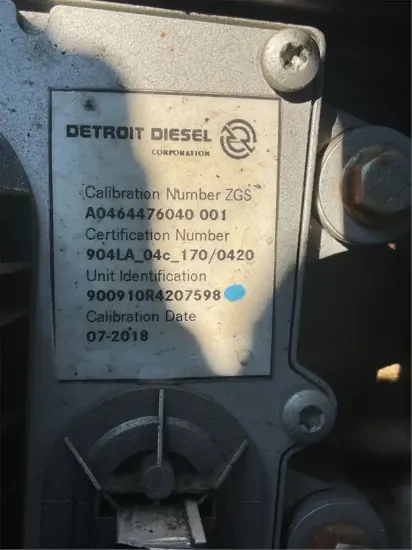 DETROIT DIESEL
CORPORATION
Calibration Number ZGS
A0464476040 001
Certification Number
904LA_04c_170/0420
Unit Identification
900910R4207598
Calibration Date
07-2018